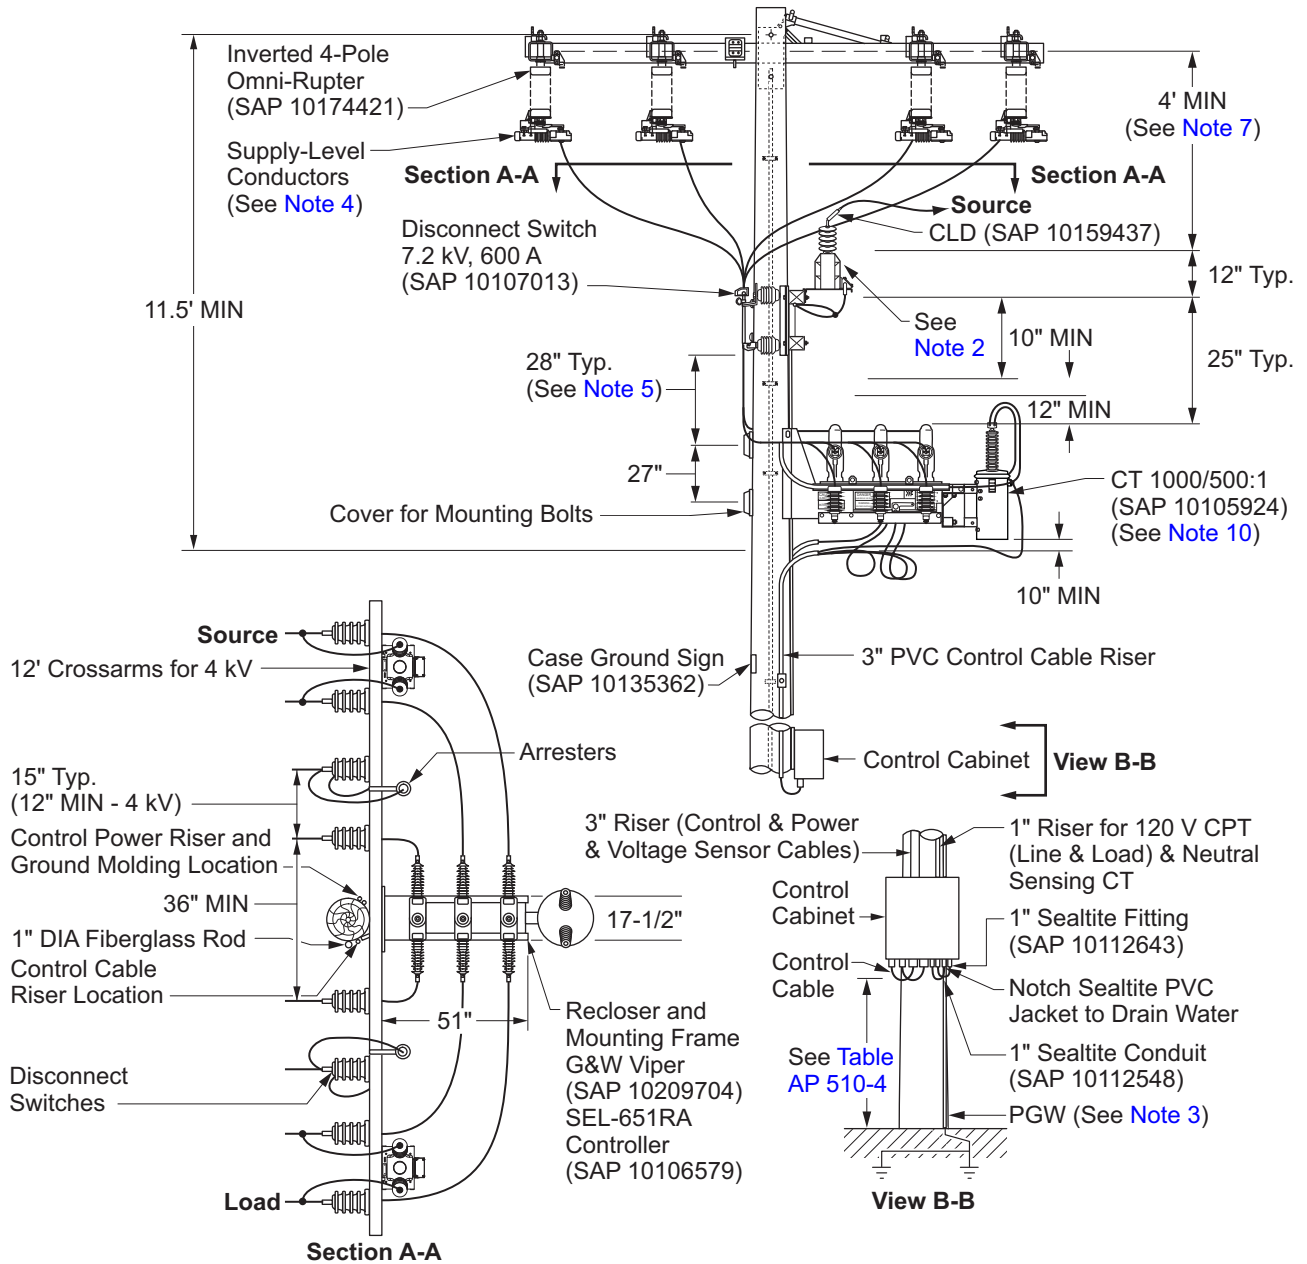 Inverted 4-Pole
Omni-Rupter
(SAP 10174421)
Supply-Level
Conductors
(See Note 4)
Section A-A
Section A-A
4' MIN
(See Note 7)
Source
CLD (SAP 10159437)
Disconnect Switch
7.2 kV, 600 A
(SAP 10107013)
12" Typ.
11.5' MIN
See
Note 2
10" MIN
25" Typ.
28" Typ.
(See Note 5)
12" MIN
27"
Cover for Mounting Bolts
CT 1000/500:1
(SAP 10105924)
(See Note 10)
10" MIN
Source
12' Crossarms for 4 kV
Case Ground Sign
(SAP 10135362)
3" PVC Control Cable Riser
Arresters
Control Cabinet
View B-B
15" Typ.
(12" MIN - 4 kV)
Control Power Riser and
Ground Molding Location
36" MIN
1" DIA Fiberglass Rod
Control Cable
Riser Location
17-1/2"
51"
Recloser and
Mounting Frame
G&W Viper
(SAP 10209704)
SEL-651RA
Controller
(SAP 10106579)
Disconnect
Switches
Load
Section A-A
3" Riser (Control & Power
& Voltage Sensor Cables)
1" Riser for 120 V CPT
(Line & Load) & Neutral
Sensing CT
Control
Cabinet
1" Sealtite Fitting
(SAP 10112643)
Control
Cable
Notch Sealtite PVC
Jacket to Drain Water
See Table
AP 510-4
1" Sealtite Conduit
(SAP 10112548)
PGW (See Note 3)
View B-B